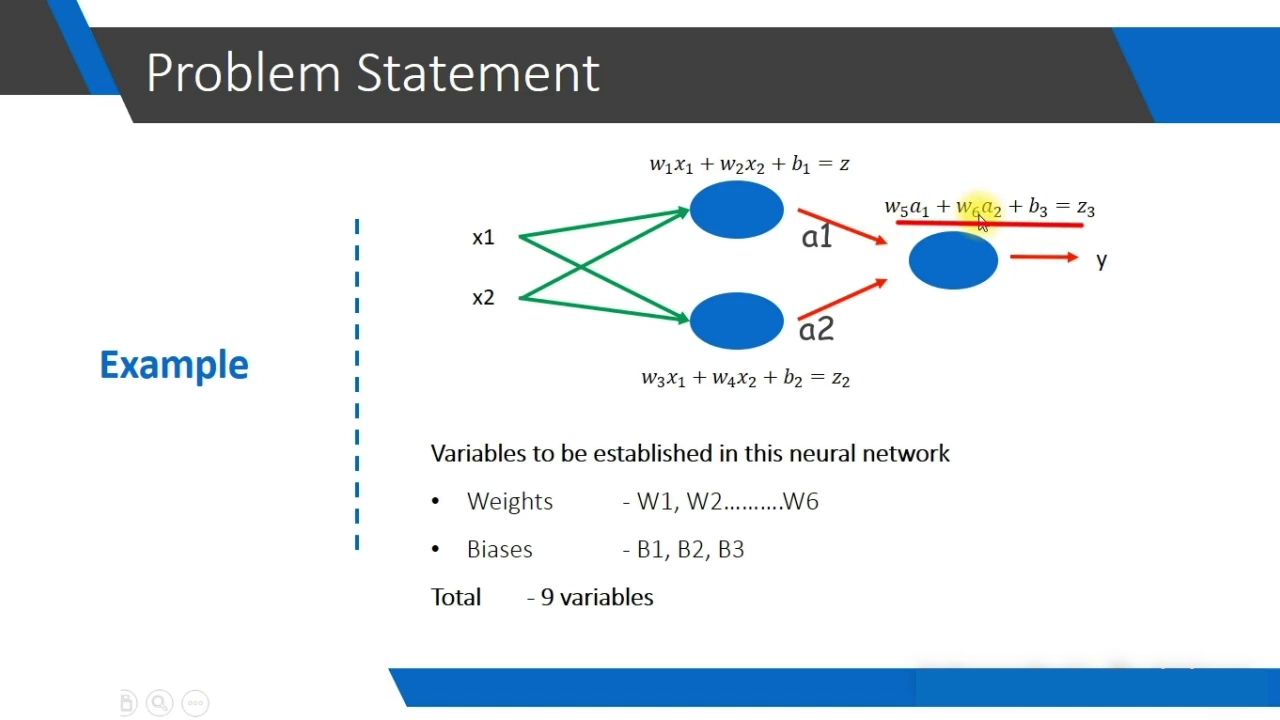 Problem Statement
w₁x₁ + w₂x₂ + b₁ = z
w₅a₁ + w₆a₂ + b₃ = z₃
x1
a1
y
x2
a2
Example
w₃x₁ + w₄x₂ + b₂ = z₂
Variables to be established in this neural network
• Weights - W1, W2..........W6
• Biases - B1, B2, B3
Total - 9 variables